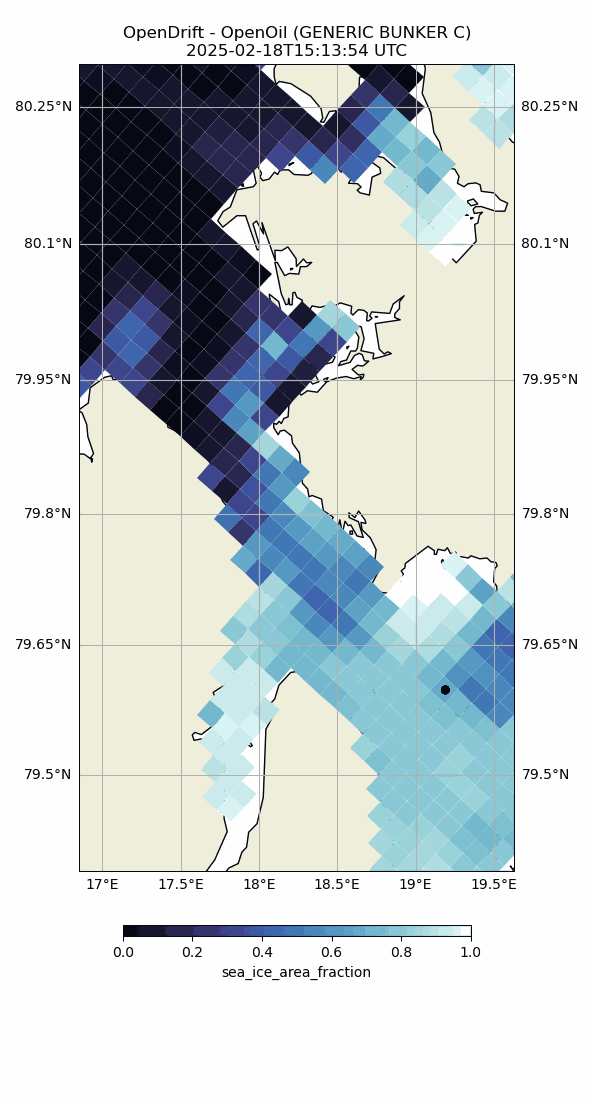 OpenDrift - OpenOil (GENERIC BUNKER C)
2025-02-18T15:13:54 UTC
80.25°N 80.25°N
80.1°N 80.1°N
79.95°N 79.95°N
79.8°N 79.8°N
79.65°N 79.65°N
79.5°N 79.5°N
17°E 17.5°E 18°E 18.5°E 19°E 19.5°E
0.0 0.2 0.4 0.6 0.8 1.0
sea_ice_area_fraction